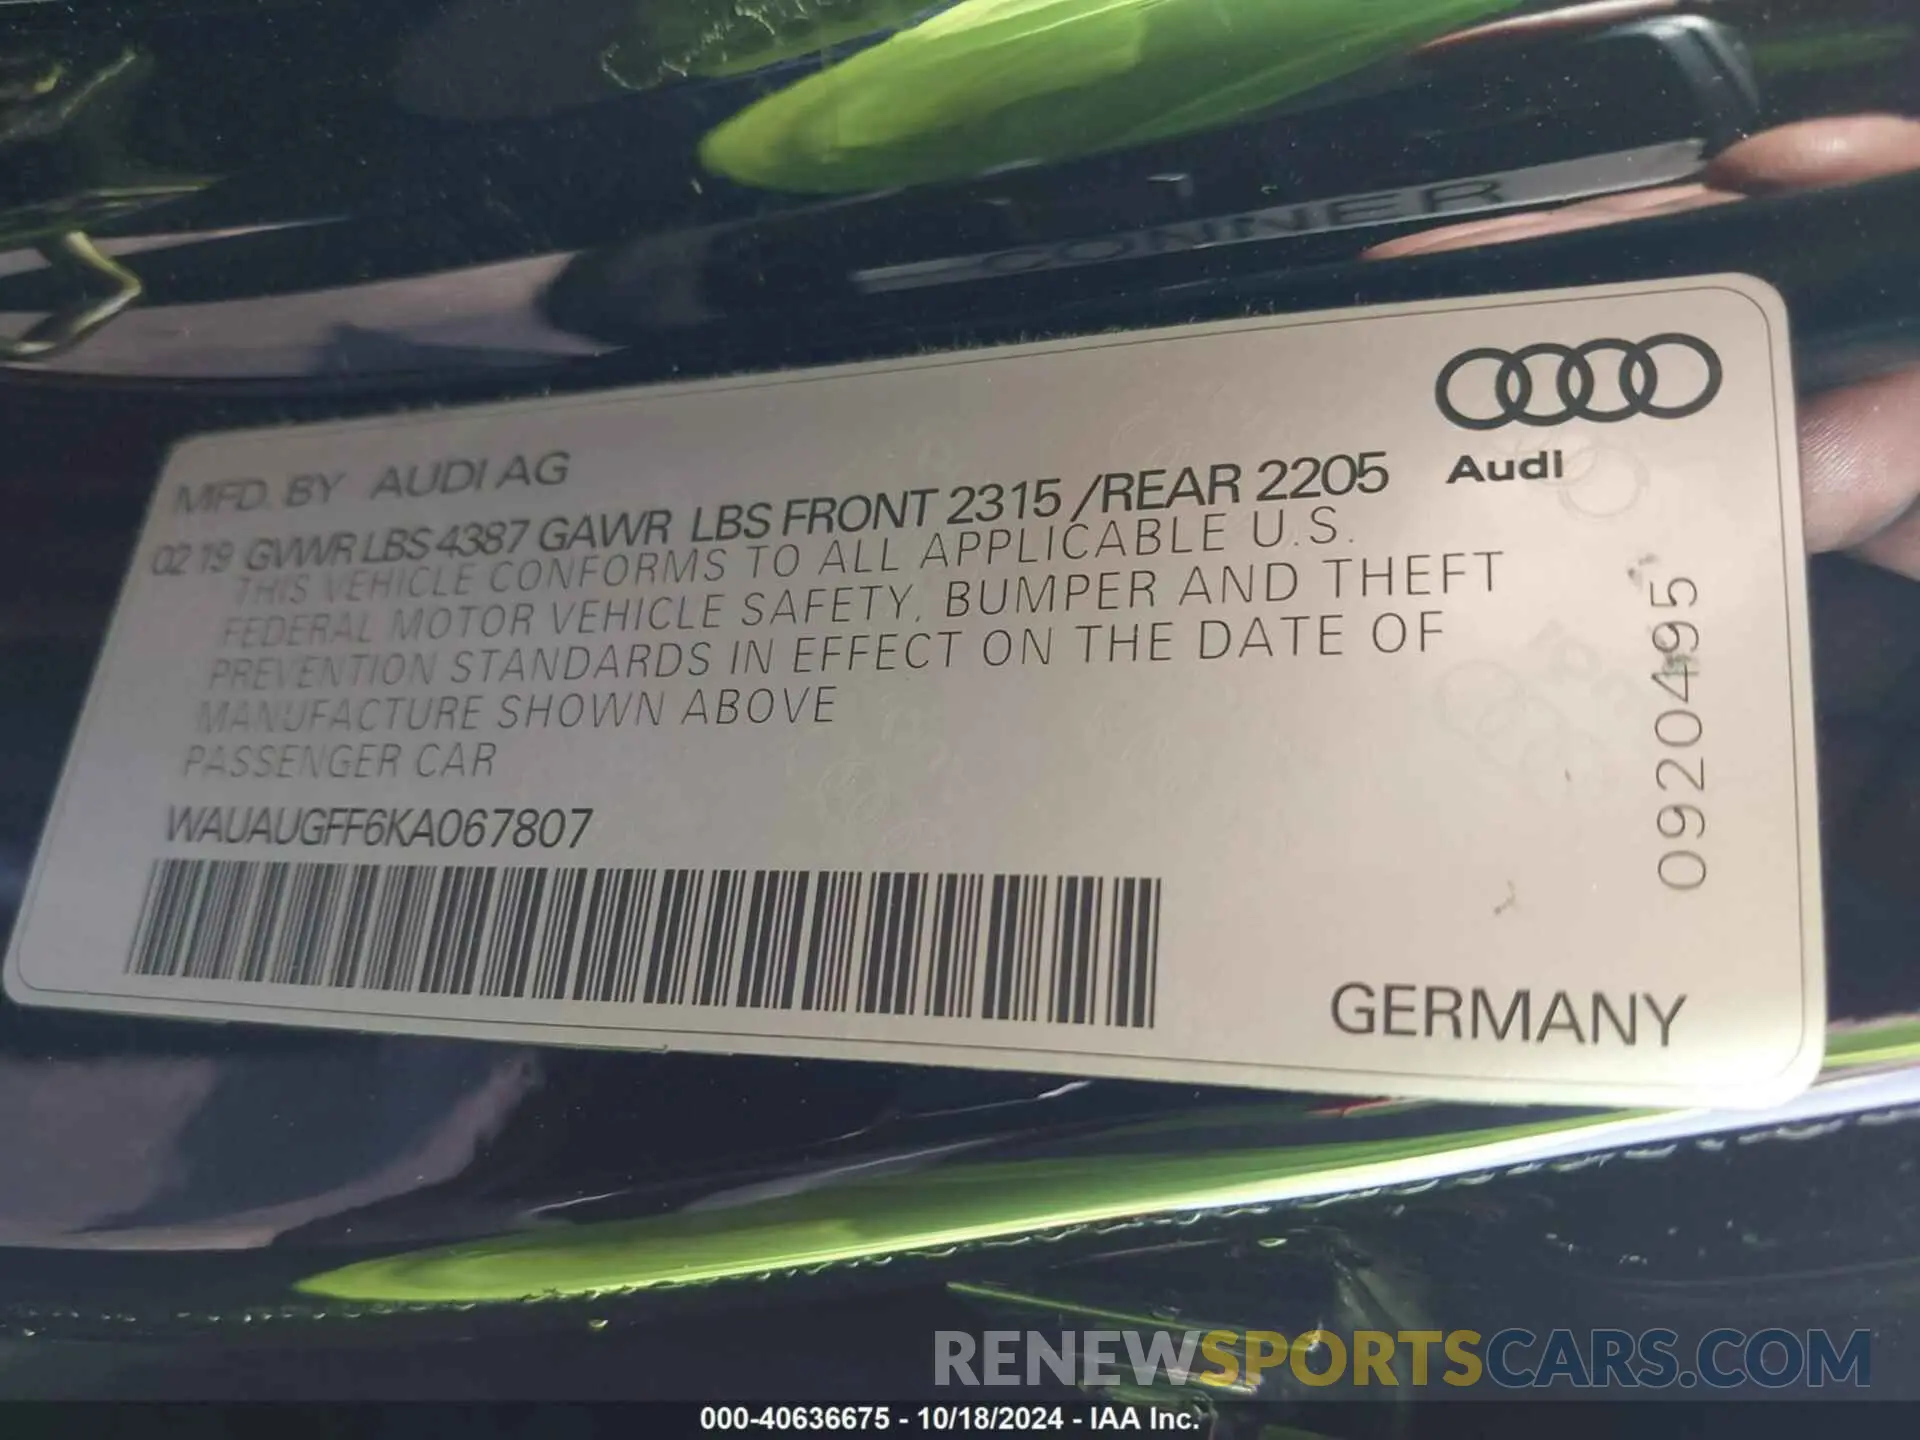 CONNER
Audi
MFD. BY AUDI AG
02 19 GVWR LBS 4387 GAWR LBS FRONT 2315 /REAR 2205
THIS VEHICLE CONFORMS TO ALL APPLICABLE U.S.
FEDERAL MOTOR VEHICLE SAFETY, BUMPER AND THEFT
PREVENTION STANDARDS IN EFFECT ON THE DATE OF
MANUFACTURE SHOWN ABOVE
PASSENGER CAR
WAUAUGFF6KA067807
0920495
GERMANY
RENEWSPORTSCARS.COM
000-40636675 - 10/18/2024 - IAA Inc.